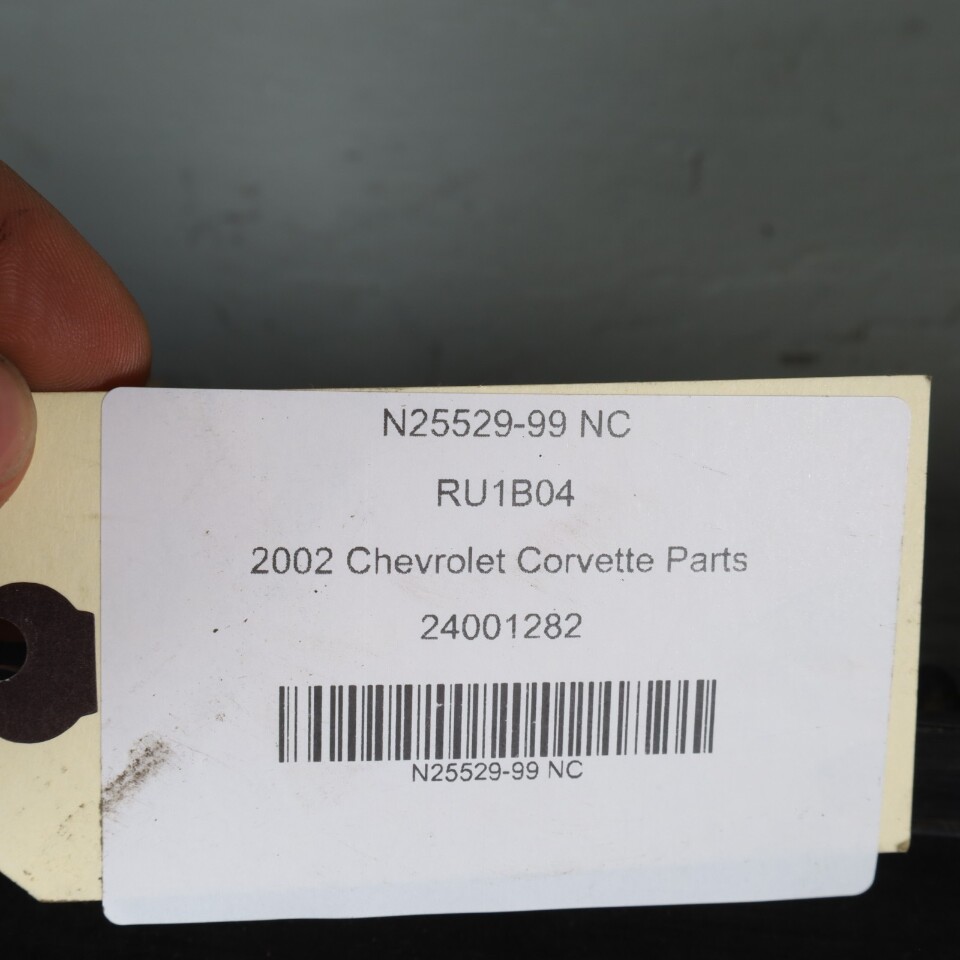 N25529-99 NC
RU1B04
2002 Chevrolet Corvette Parts
24001282
N25529-99 NC